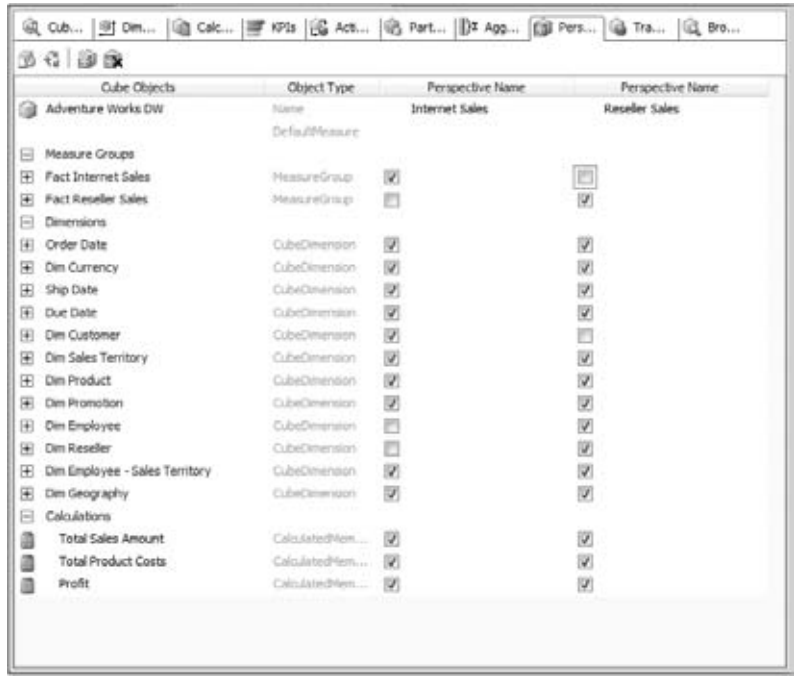 Cub... Dim... Calc... KPIs Acti... Part... Agg... Pers... Tra... Bro...
Cube Objects Object Type Perspective Name Perspective Name
Adventure Works DW Name Internet Sales Reseller Sales
DefaultMeasure
Measure Groups
Fact Internet Sales MeasureGroup
Fact Reseller Sales MeasureGroup
Dimensions
Order Date CubeDimension
Dim Currency CubeDimension
Ship Date CubeDimension
Due Date CubeDimension
Dim Customer CubeDimension
Dim Sales Territory CubeDimension
Dim Product CubeDimension
Dim Promotion CubeDimension
Dim Employee CubeDimension
Dim Reseller CubeDimension
Dim Employee - Sales Territory CubeDimension
Dim Geography CubeDimension
Calculations
Total Sales Amount CalculatedMem...
Total Product Costs CalculatedMem...
Profit CalculatedMem...